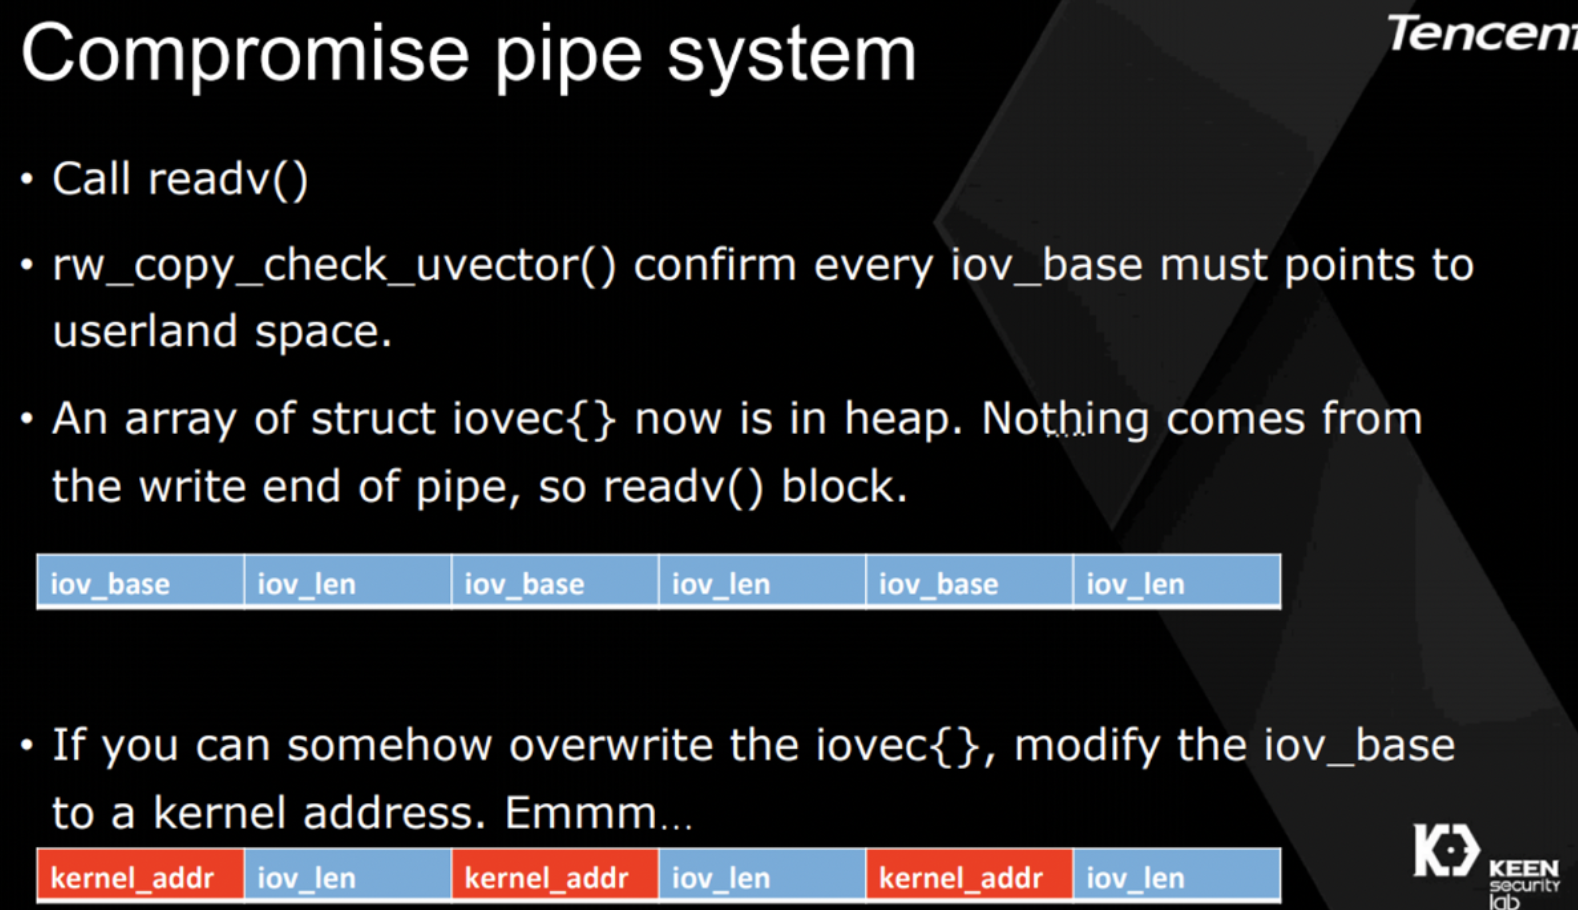 Compromise pipe system
Tencent
• Call readv()
• rw_copy_check_uvector() confirm every iov_base must points to
userland space.
• An array of struct iovec{} now is in heap. Nothing comes from
the write end of pipe, so readv() block.
iov_base iov_len iov_base iov_len iov_base iov_len
• If you can somehow overwrite the iovec{}, modify the iov_base
to a kernel address. Emmm...
kernel_addr iov_len kernel_addr iov_len kernel_addr iov_len
KEEN
security
lab